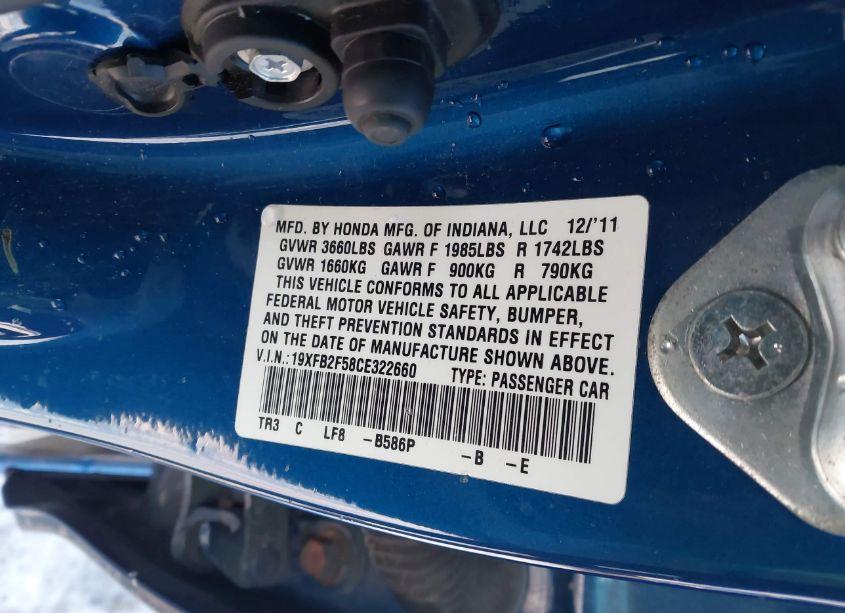 MFD. BY HONDA MFG. OF INDIANA, LLC 12/'11
GVWR 3660LBS GAWR F 1985LBS R 1742LBS
GVWR 1660KG GAWR F 900KG R 790KG
THIS VEHICLE CONFORMS TO ALL APPLICABLE
FEDERAL MOTOR VEHICLE SAFETY, BUMPER,
AND THEFT PREVENTION STANDARDS IN EFFECT
ON THE DATE OF MANUFACTURE SHOWN ABOVE.
V.I.N.:19XFB2F58CE322660 TYPE: PASSENGER CAR
TR3 C LF8 -B586P -B -E